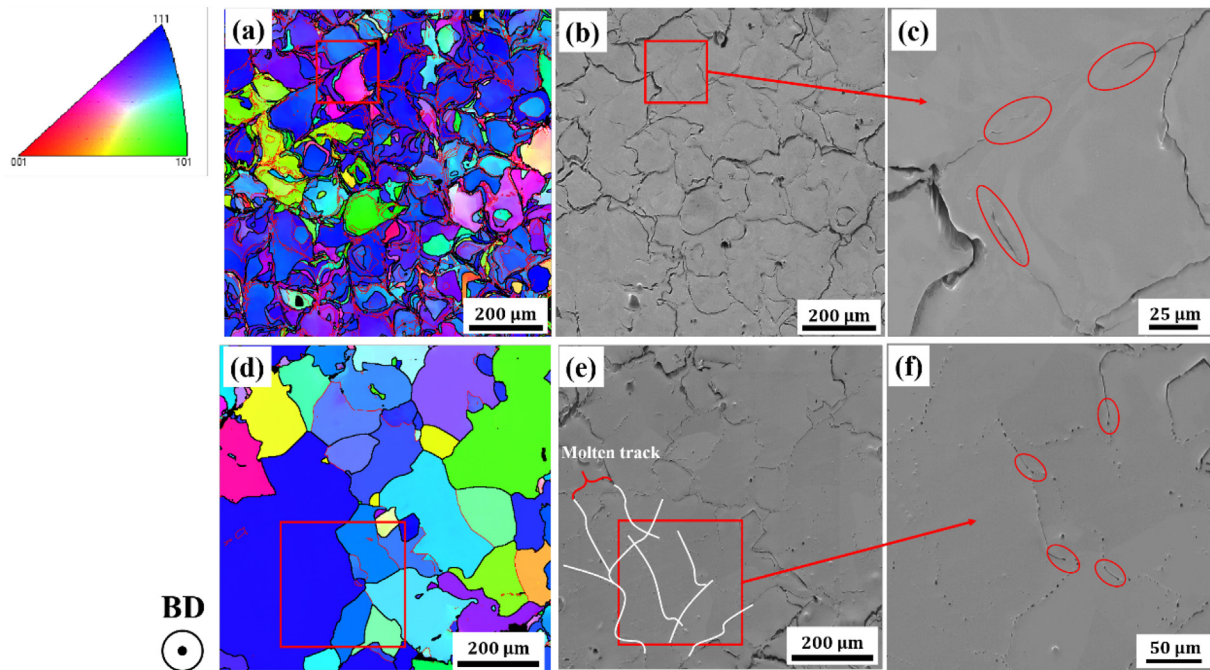 111
001
101
(a)
200 μm
(b)
200 μm
(c)
25 μm
(d)
200 μm
(e)
Molten track
200 μm
(f)
50 μm
BD